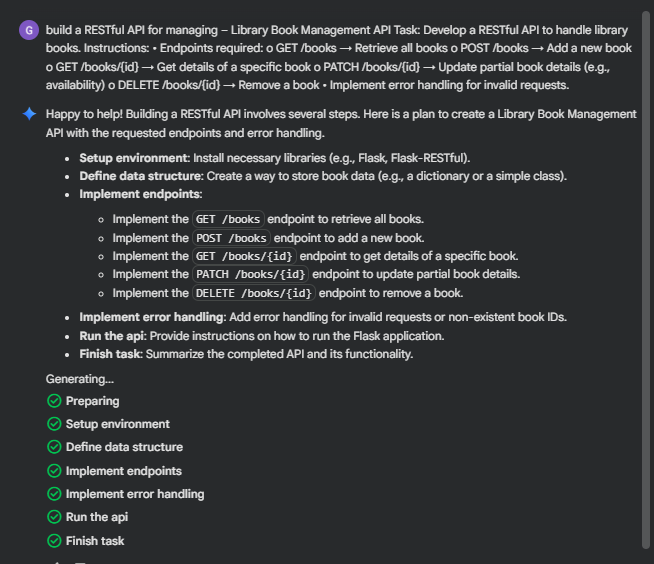 G
build a RESTful API for managing – Library Book Management API Task: Develop a RESTful API to handle library
books. Instructions: • Endpoints required: o GET /books → Retrieve all books o POST /books → Add a new book
o GET /books/{id} → Get details of a specific book o PATCH /books/{id} → Update partial book details (e.g.,
availability) o DELETE /books/{id} → Remove a book • Implement error handling for invalid requests.
Happy to help! Building a RESTful API involves several steps. Here is a plan to create a Library Book Management
API with the requested endpoints and error handling.
• Setup environment: Install necessary libraries (e.g., Flask, Flask-RESTful).
• Define data structure: Create a way to store book data (e.g., a dictionary or a simple class).
• Implement endpoints:
◦ Implement the GET /books endpoint to retrieve all books.
◦ Implement the POST /books endpoint to add a new book.
◦ Implement the GET /books/{id} endpoint to get details of a specific book.
◦ Implement the PATCH /books/{id} endpoint to update partial book details.
◦ Implement the DELETE /books/{id} endpoint to remove a book.
• Implement error handling: Add error handling for invalid requests or non-existent book IDs.
• Run the api: Provide instructions on how to run the Flask application.
• Finish task: Summarize the completed API and its functionality.
Generating...
Preparing
Setup environment
Define data structure
Implement endpoints
Implement error handling
Run the api
Finish task